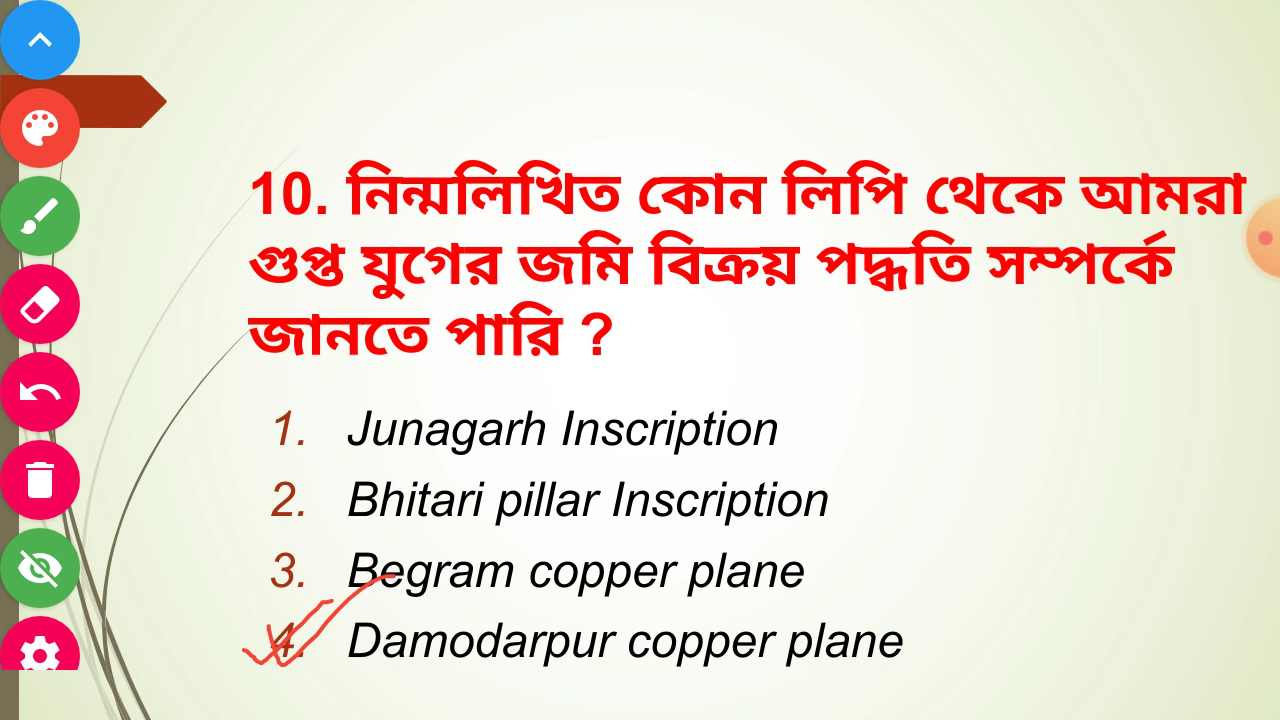 10. নিন্মলিখিত কোন লিপি থেকে আমরা
গুপ্ত যুগের জমি বিক্রয় পদ্ধতি সম্পর্কে
জানতে পারি ?
1. Junagarh Inscription
2. Bhitari pillar Inscription
3. Begram copper plane
4. Damodarpur copper plane